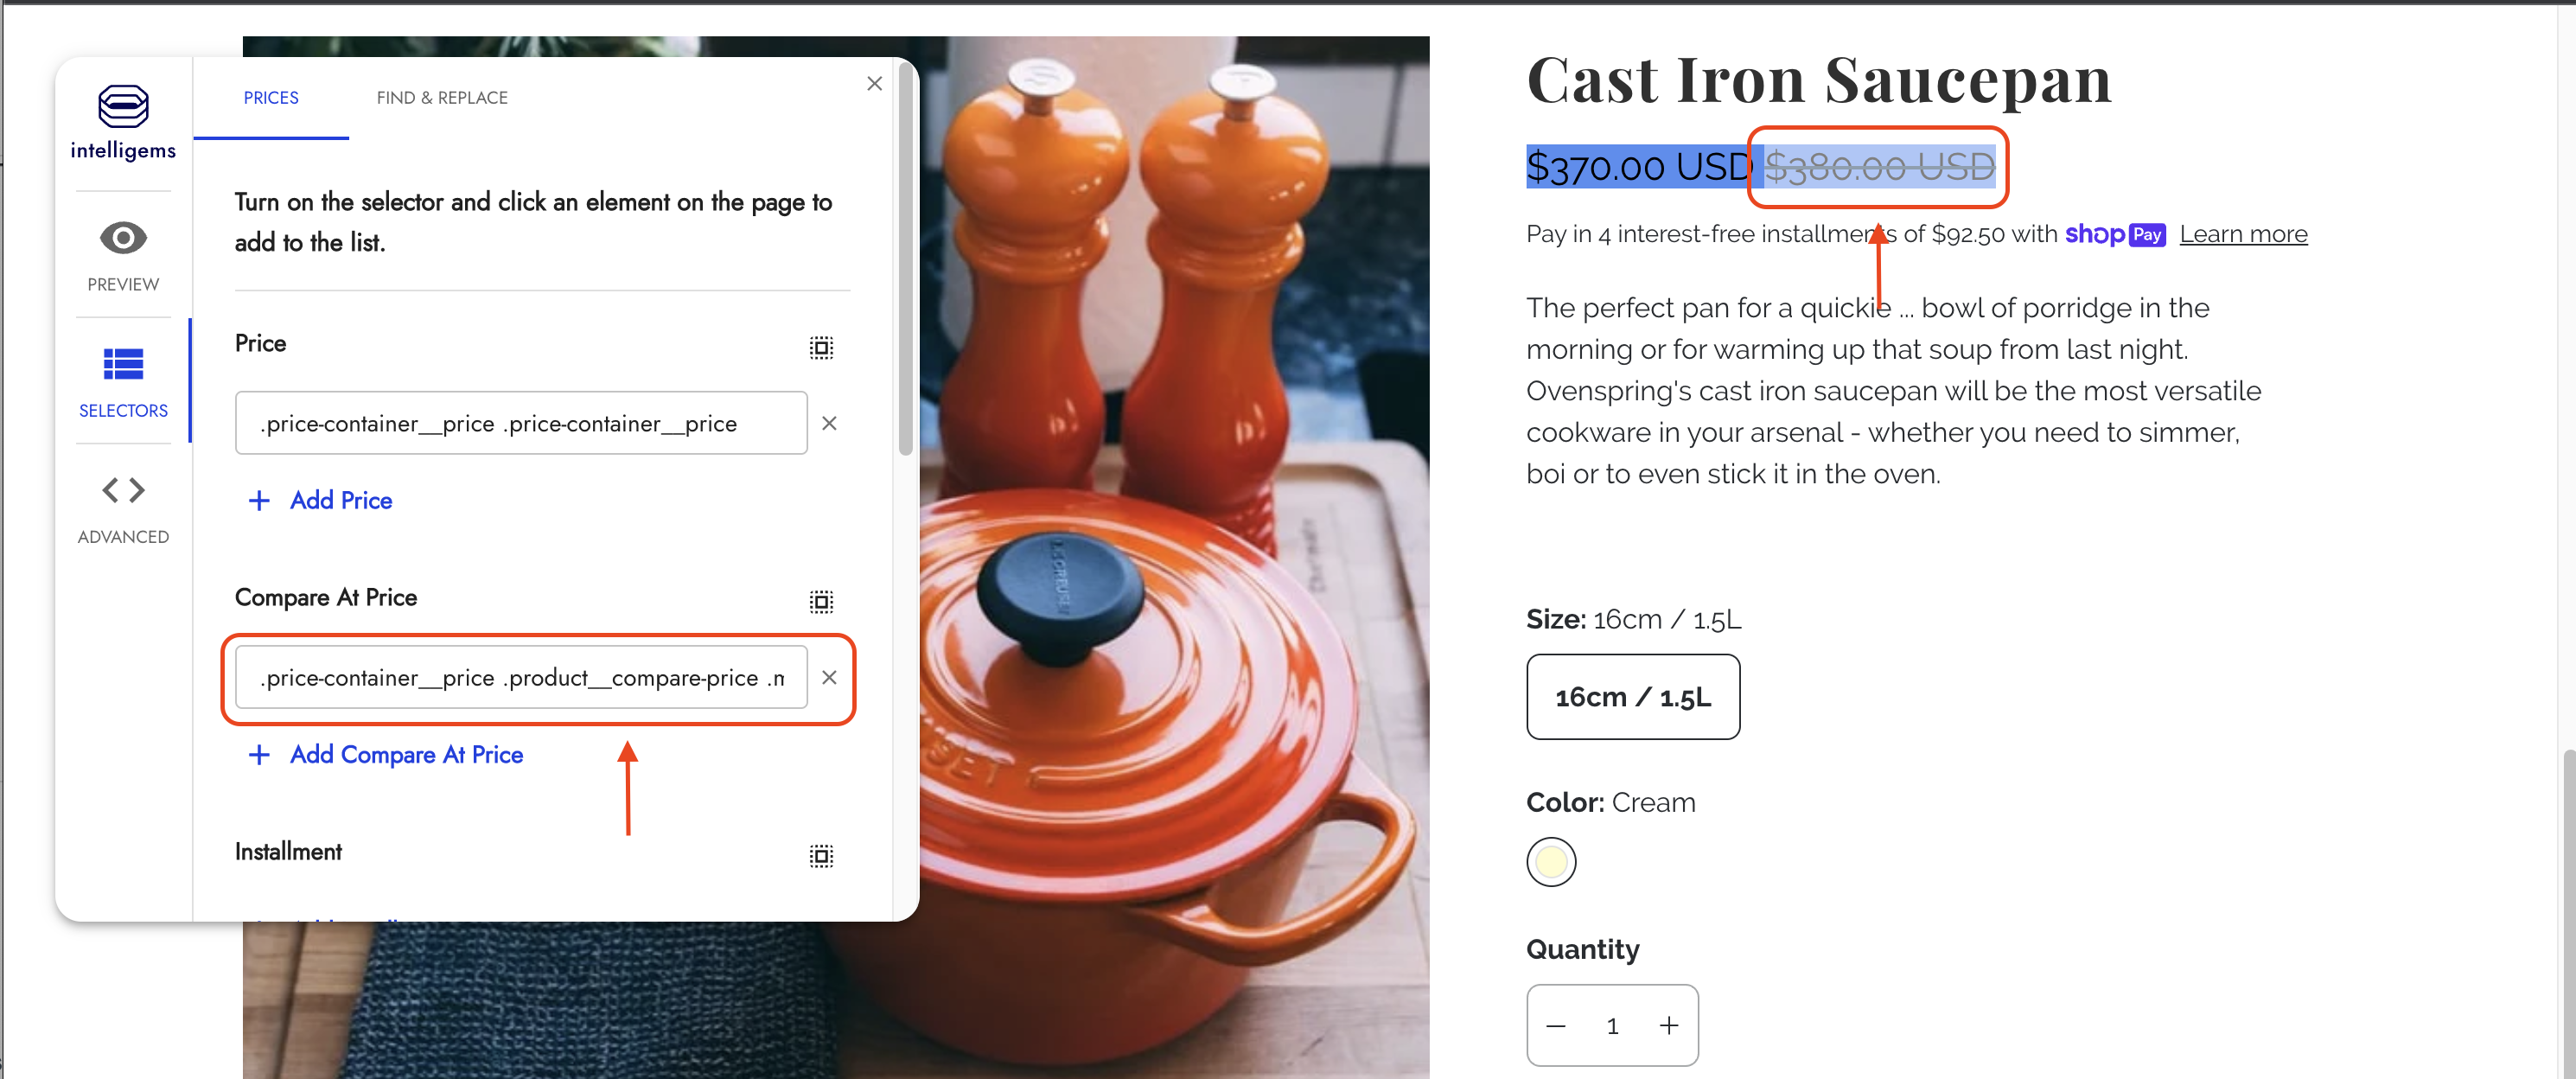 intelligems
PREVIEW
SELECTORS
ADVANCED
PRICES
FIND & REPLACE
Turn on the selector and click an element on the page to
add to the list.
Price
.price-container__price .price-container__price
Add Price
Compare At Price
.price-container__price .product__compare-price .m
Add Compare At Price
Installment
Cast Iron Saucepan
$370.00 USD $380.00 USD
Pay in 4 interest-free installments of $92.50 with shop Pay Learn more
The perfect pan for a quickie ... bowl of porridge in the
morning or for warming up that soup from last night.
Ovenspring's cast iron saucepan will be the most versatile
cookware in your arsenal - whether you need to simmer,
boi or to even stick it in the oven.
Size: 16cm / 1.5L
16cm / 1.5L
Color: Cream
Quantity
− 1 +